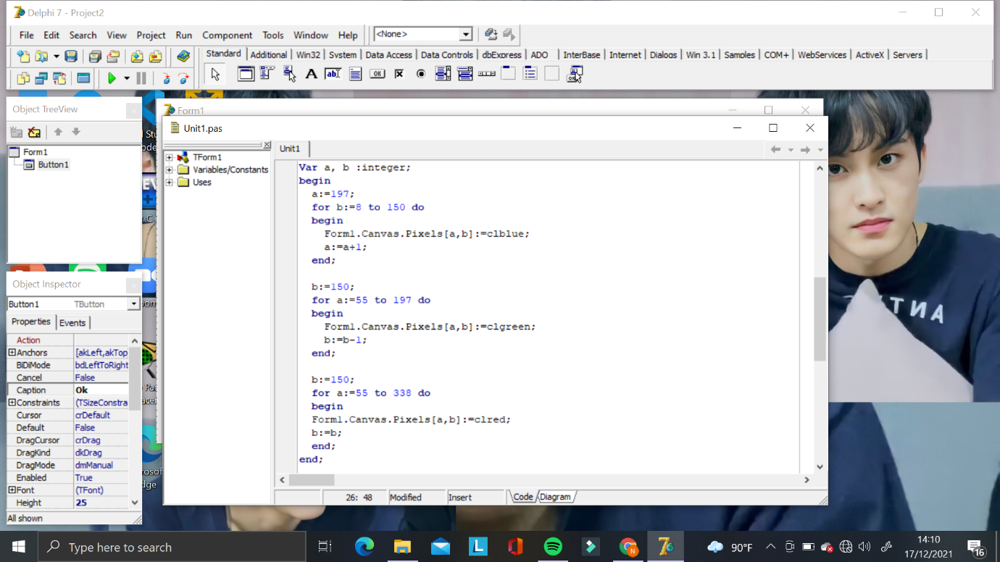 Delphi 7 - Project2
File Edit Search View Project Run Component Tools Window Help
<None>
Standard Additional Win32 System Data Access Data Controls dbExpress ADO InterBase Internet Dialogs Win 3.1 Samples COM+ WebServices ActiveX Servers
Object TreeView
Form1
Button1
Form1
Unit1.pas
TForm1
Variables/Constants
Uses
Unit1
Var a, b :integer;
begin
a:=197;
for b:=8 to 150 do
begin
Form1.Canvas.Pixels[a,b]:=clblue;
a:=a+1;
end;
b:=150;
for a:=55 to 197 do
begin
Form1.Canvas.Pixels[a,b]:=clgreen;
b:=b-1;
end;
b:=150;
for a:=55 to 338 do
begin
Form1.Canvas.Pixels[a,b]:=clred;
b:=b;
end;
end;
26: 48 Modified Insert Code Diagram
Object Inspector
Button1 TButton
Properties Events
Action
Anchors [akLeft,akTop
BiDiMode bdLeftToRight
Cancel False
Caption Ok
Constraints (TSizeConstra
Cursor crDefault
Default False
DragCursor crDrag
DragKind dkDrag
DragMode dmManual
Enabled True
Font (TFont)
Height 25
All shown
Type here to search
90°F
14:10
17/12/2021
16